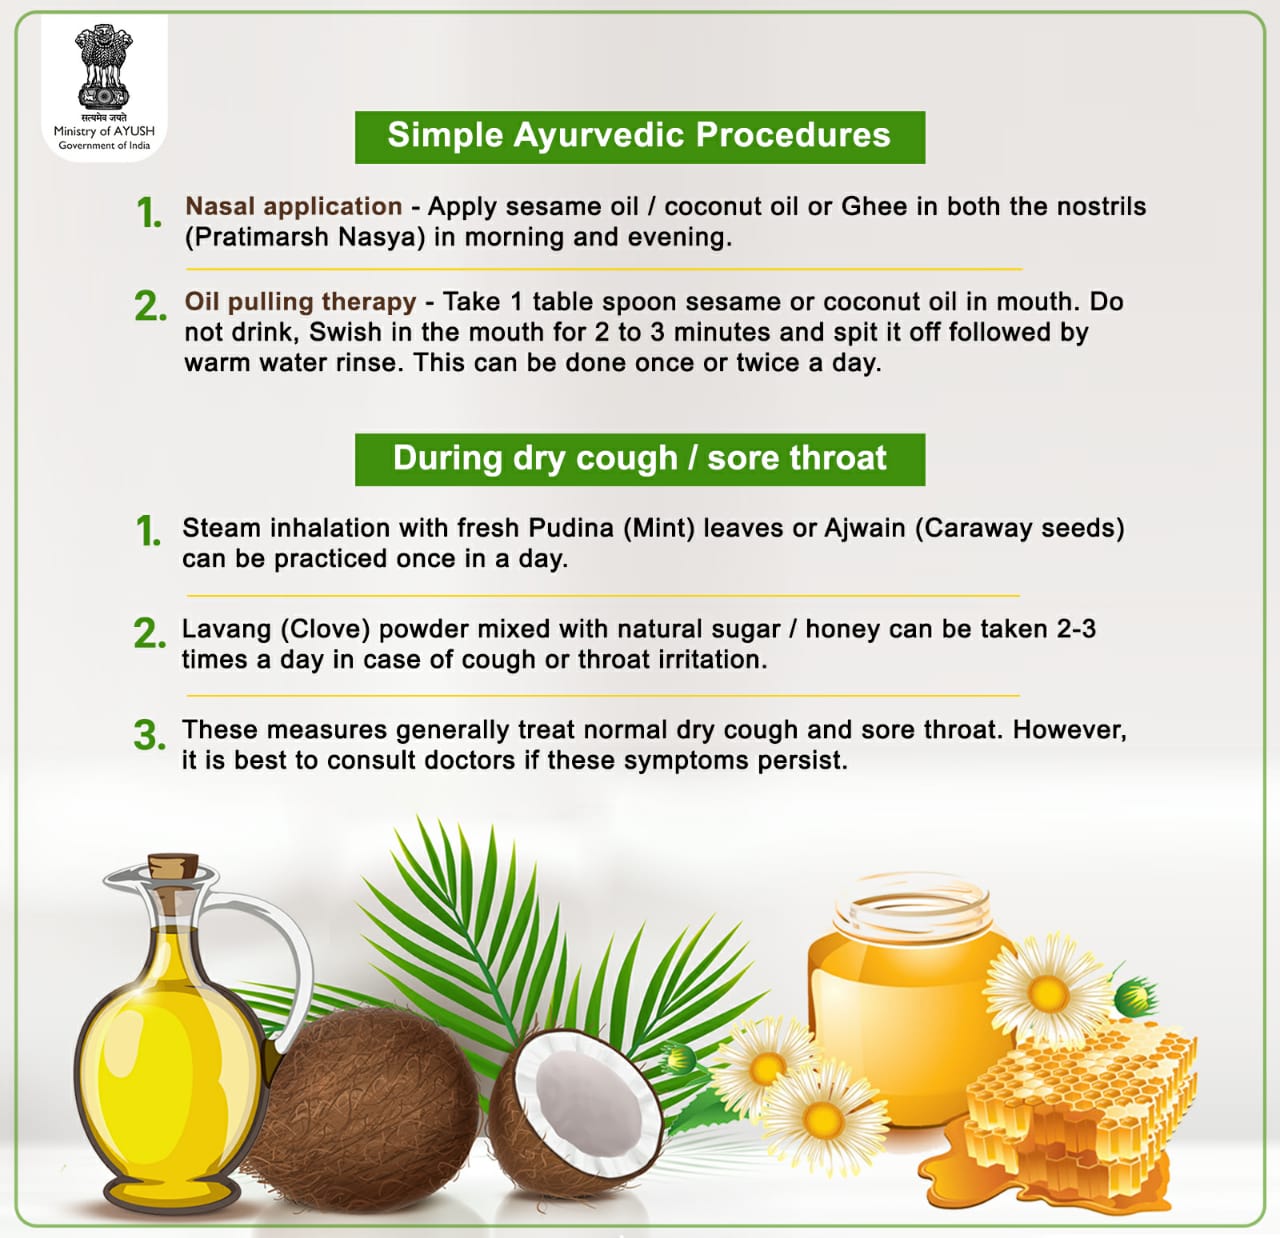 सत्यमेव जयते
Ministry of AYUSH
Government of India
Simple Ayurvedic Procedures
1. Nasal application - Apply sesame oil / coconut oil or Ghee in both the nostrils
(Pratimarsh Nasya) in morning and evening.
2. Oil pulling therapy - Take 1 table spoon sesame or coconut oil in mouth. Do
not drink, Swish in the mouth for 2 to 3 minutes and spit it off followed by
warm water rinse. This can be done once or twice a day.
During dry cough / sore throat
1. Steam inhalation with fresh Pudina (Mint) leaves or Ajwain (Caraway seeds)
can be practiced once in a day.
2. Lavang (Clove) powder mixed with natural sugar / honey can be taken 2-3
times a day in case of cough or throat irritation.
3. These measures generally treat normal dry cough and sore throat. However,
it is best to consult doctors if these symptoms persist.